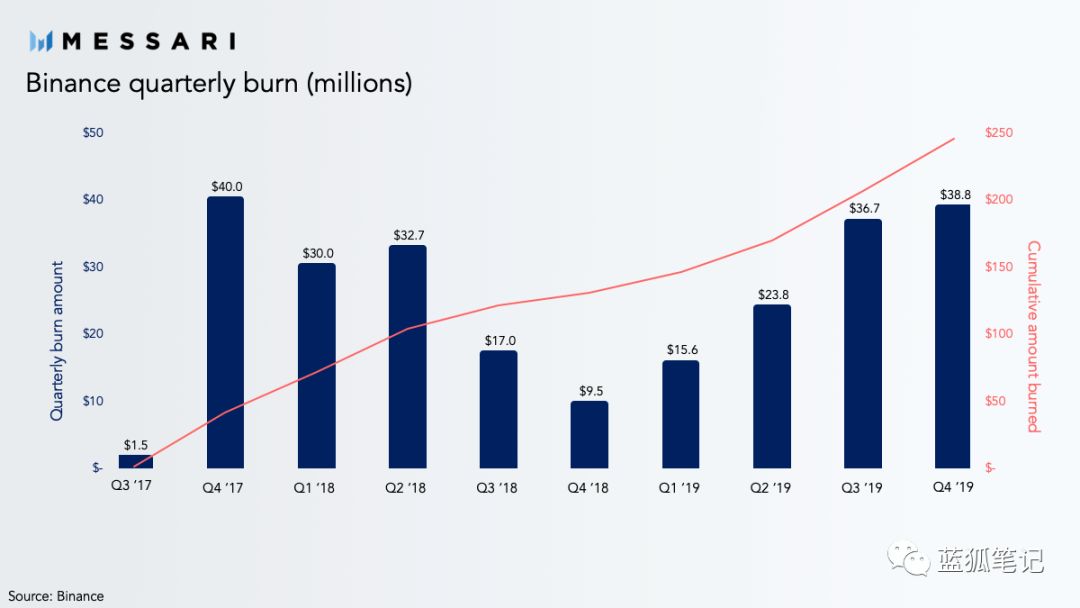 MESSARI
Binance quarterly burn (millions)
$50
$40
$30
$20
$10
$-
Quarterly burn amount
$1.5
$40.0
$30.0
$32.7
$17.0
$9.5
$15.6
$23.8
$36.7
$38.8
$250
$200
$150
$100
$50
$-
Cumulative amount burned
Q3 ’17
Q4 ’17
Q1 ’18
Q2 ’18
Q3 ’18
Q4 ’18
Q1 ’19
Q2 ’19
Q3 ’19
Q4 ’19
蓝狐笔记
Source: Binance